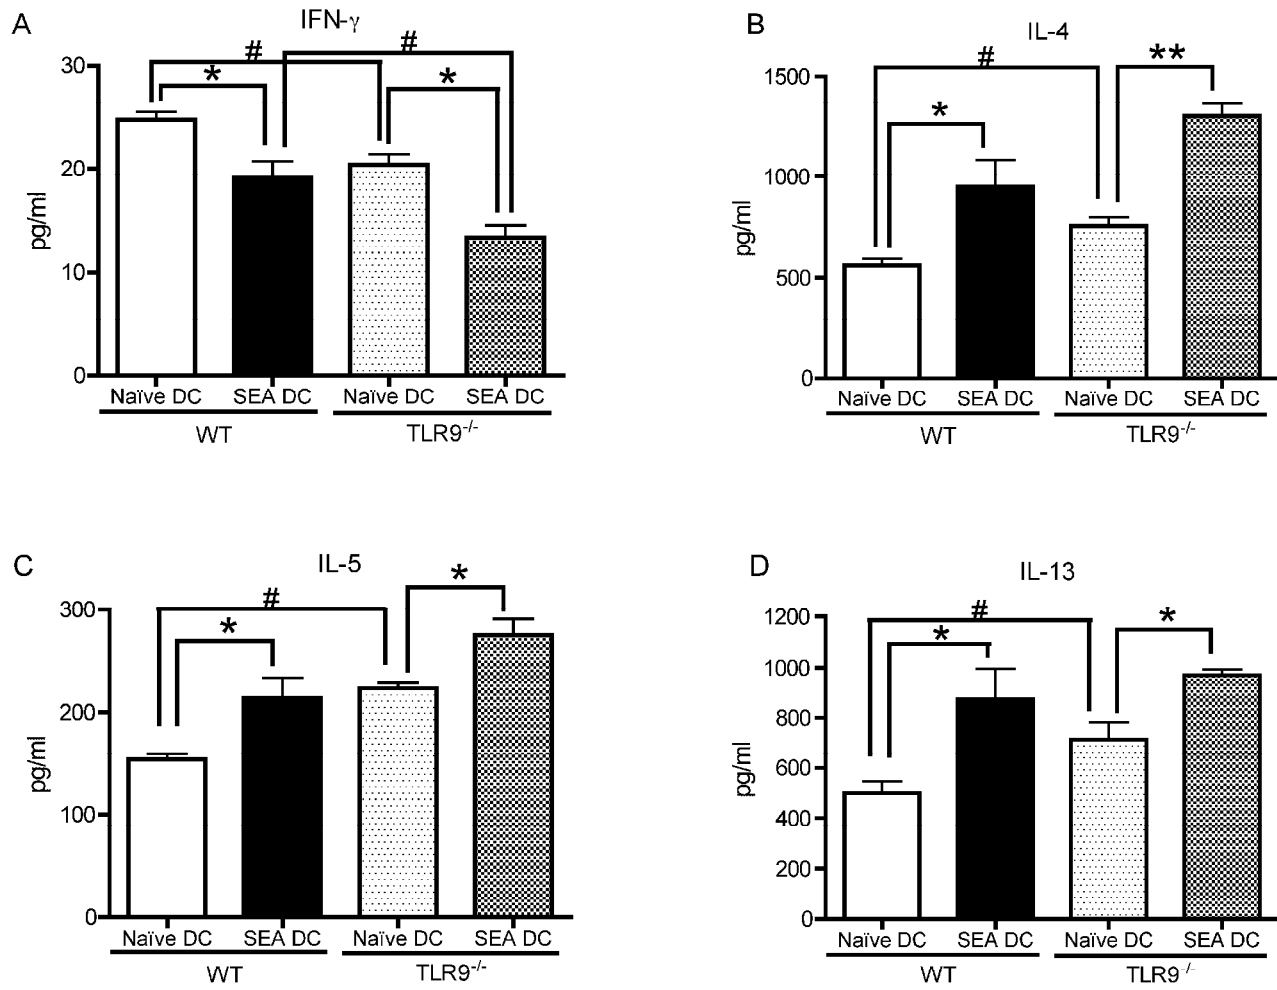 A
IFN-γ
#
#
*
*
30
20
10
0
pg/ml
Naïve DC SEA DC Naïve DC SEA DC
WT TLR9-/-
B
IL-4
#
**
*
1500
1000
500
0
pg/ml
Naïve DC SEA DC Naïve DC SEA DC
WT TLR9-/-
C
IL-5
*
#
*
300
200
100
0
pg/ml
Naïve DC SEA DC Naïve DC SEA DC
WT TLR9-/-
D
IL-13
#
*
*
1200
1000
800
600
400
200
0
pg/ml
Naïve DC SEA DC Naïve DC SEA DC
WT TLR9-/-